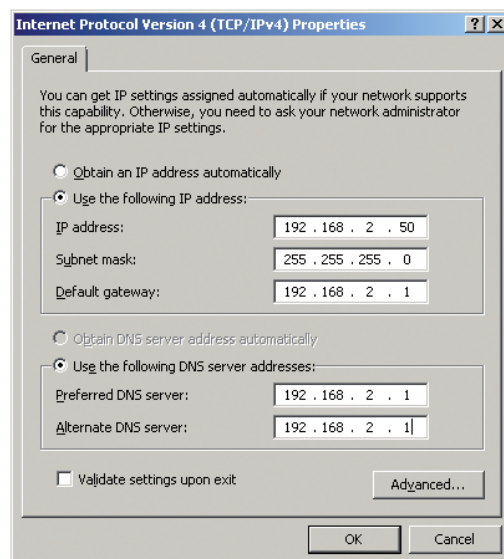 Internet Protocol Version 4 (TCP/IPv4) Properties
General
You can get IP settings assigned automatically if your network supports
this capability. Otherwise, you need to ask your network administrator
for the appropriate IP settings.
Obtain an IP address automatically
Use the following IP address:
IP address: 192 . 168 . 2 . 50
Subnet mask: 255 . 255 . 255 . 0
Default gateway: 192 . 168 . 2 . 1
Obtain DNS server address automatically
Use the following DNS server addresses:
Preferred DNS server: 192 . 168 . 2 . 1
Alternate DNS server: 192 . 168 . 2 . 1
Validate settings upon exit
Advanced...
OK Cancel